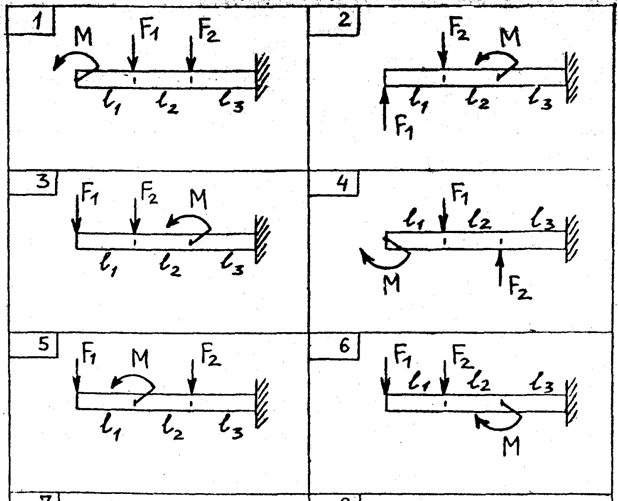 1
M F₁ F₂
l₁ l₂ l₃
2
F₂ M
l₁ l₂ l₃
F₁
3
F₁ F₂ M
l₁ l₂ l₃
4
F₁
l₁ l₂ l₃
M F₂
5
F₁ M F₂
l₁ l₂ l₃
6
F₁ F₂
l₁ l₂ l₃
M